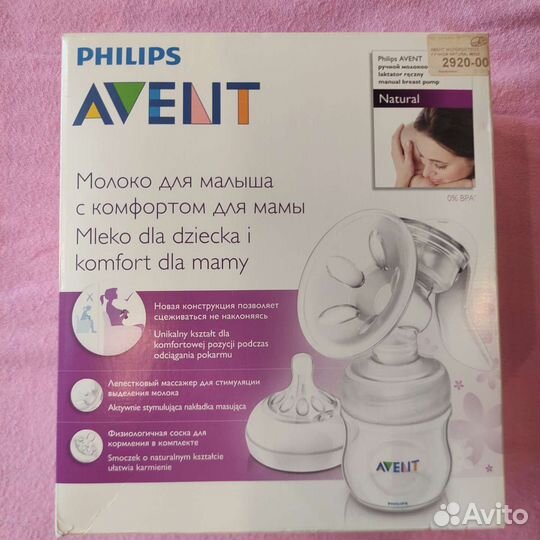 PHILIPS
AVENT
2920-00
Philips AVENT
ручной молокоо
laktator ręczny
manual breast pump
Natural
0% BPA
Молоко для малыша
с комфортом для мамы
Mleko dla dziecka i
komfort dla mamy
Новая конструкция позволяет
сцеживаться не наклоняясь
Unikalny kształt dla
komfortowej pozycji podczas
odciągania pokarmu
Лепестковый массажер для стимуляции
выделения молока
Aktywnie stymulująca nakładka masująca
Физиологичная соска для
кормления в комплекте
Smoczek o naturalnym kształcie
ułatwia karmienie
AVENT
PHILIPS
Avito